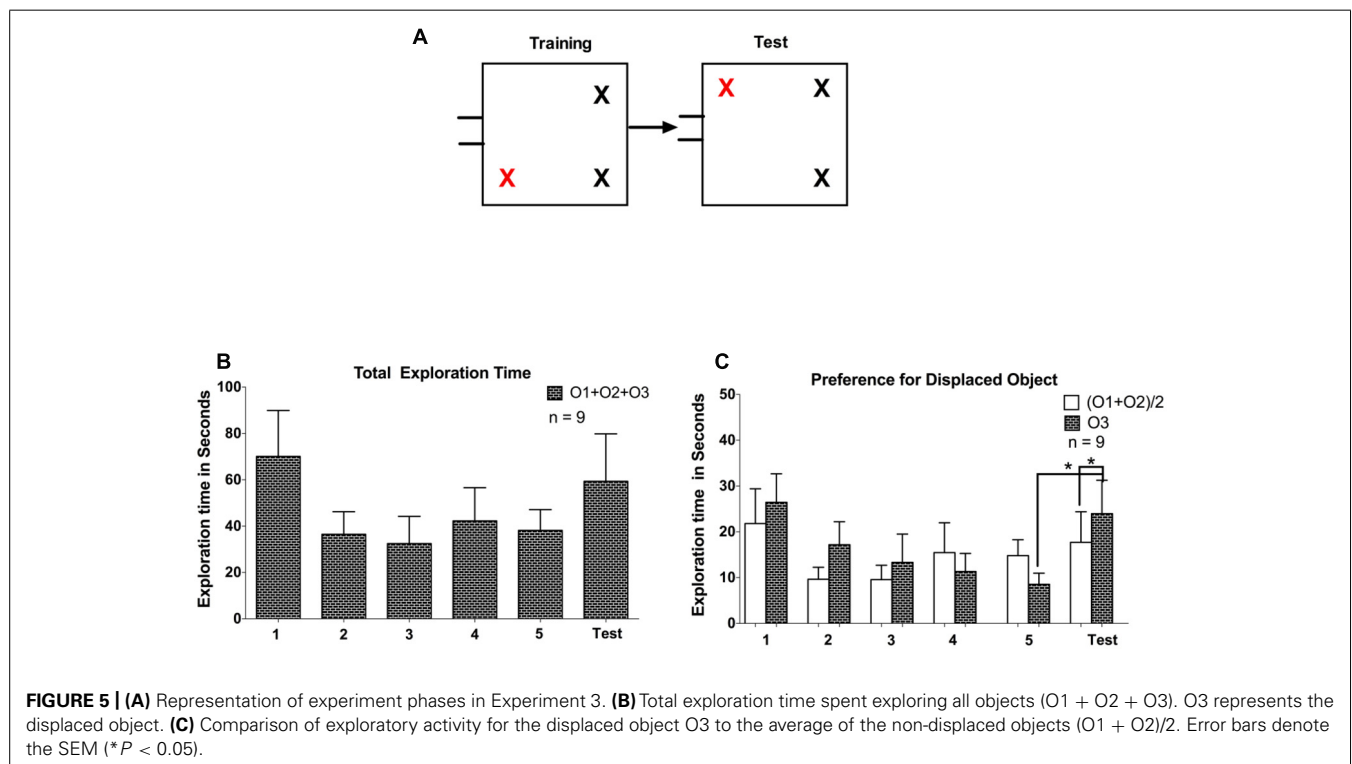 A
Training
Test
X
X
X
X
X
X
B
Total Exploration Time
O1+O2+O3
n = 9
Exploration time in Seconds
100
80
60
40
20
0
1 2 3 4 5 Test
C
Preference for Displaced Object
(O1+O2)/2
O3
n = 9
* *
Exploration time in Seconds
50
40
30
20
10
0
1 2 3 4 5 Test
FIGURE 5 | (A) Representation of experiment phases in Experiment 3. (B) Total exploration time spent exploring all objects (O1 + O2 + O3). O3 represents the
displaced object. (C) Comparison of exploratory activity for the displaced object O3 to the average of the non-displaced objects (O1 + O2)/2. Error bars denote
the SEM (*P < 0.05).